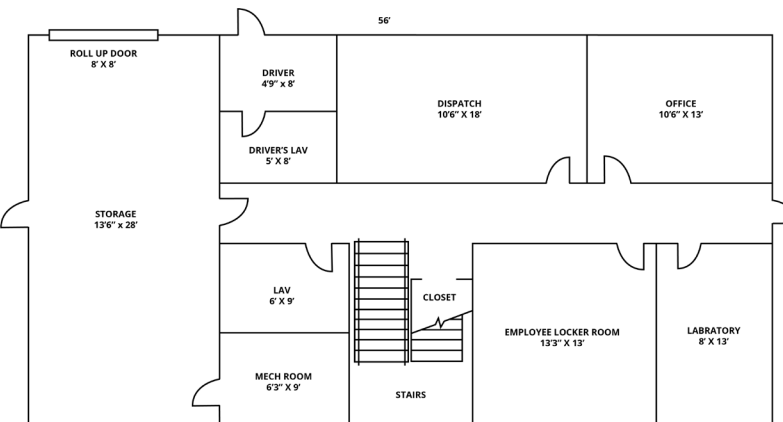 56'
ROLL UP DOOR
8' X 8'
DRIVER
4'9" x 8'
DISPATCH
10'6" X 18'
OFFICE
10'6" X 13'
DRIVER'S LAV
5' X 8'
STORAGE
13'6" x 28'
LAV
6' X 9'
CLOSET
EMPLOYEE LOCKER ROOM
13'3" X 13'
LABRATORY
8' X 13'
MECH ROOM
6'3" X 9'
STAIRS